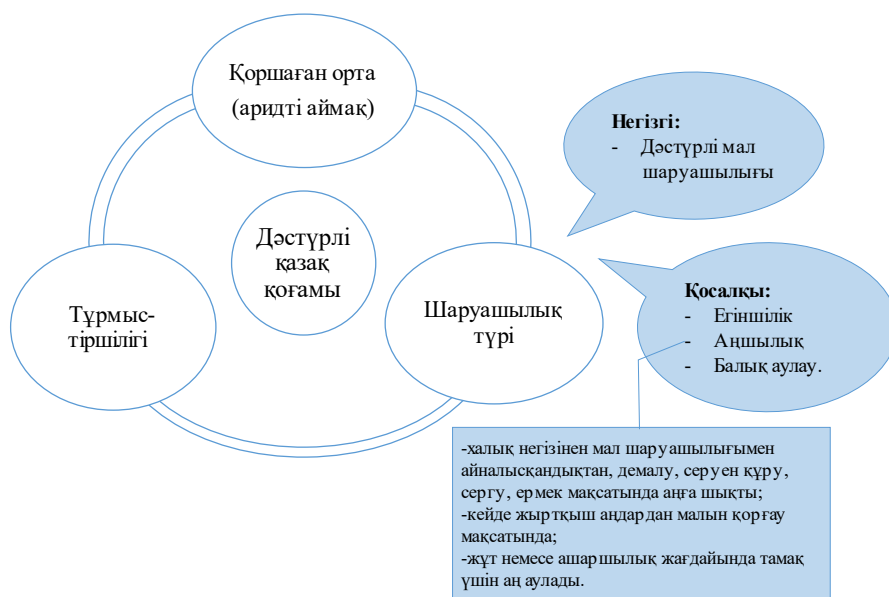 Қоршаған орта
(аридті аймақ)
Дәстүрлі
қазақ
қоғамы
Тұрмыс-
тіршілігі
Шаруашылық
түрі
Негізгі:
- Дәстүрлі мал
шаруашылығы
Қосалқы:
- Егіншілік
- Аңшылық
- Балық аулау.
-халық негізінен мал шаруашылығымен
айналысқандықтан, демалу, серуен құру,
сергу, ермек мақсатында аңға шықты;
-кейде жыртқыш аңдардан малын қорғау
мақсатында;
-жұт немесе ашаршылық жағдайында тамақ
үшін аң аулады.